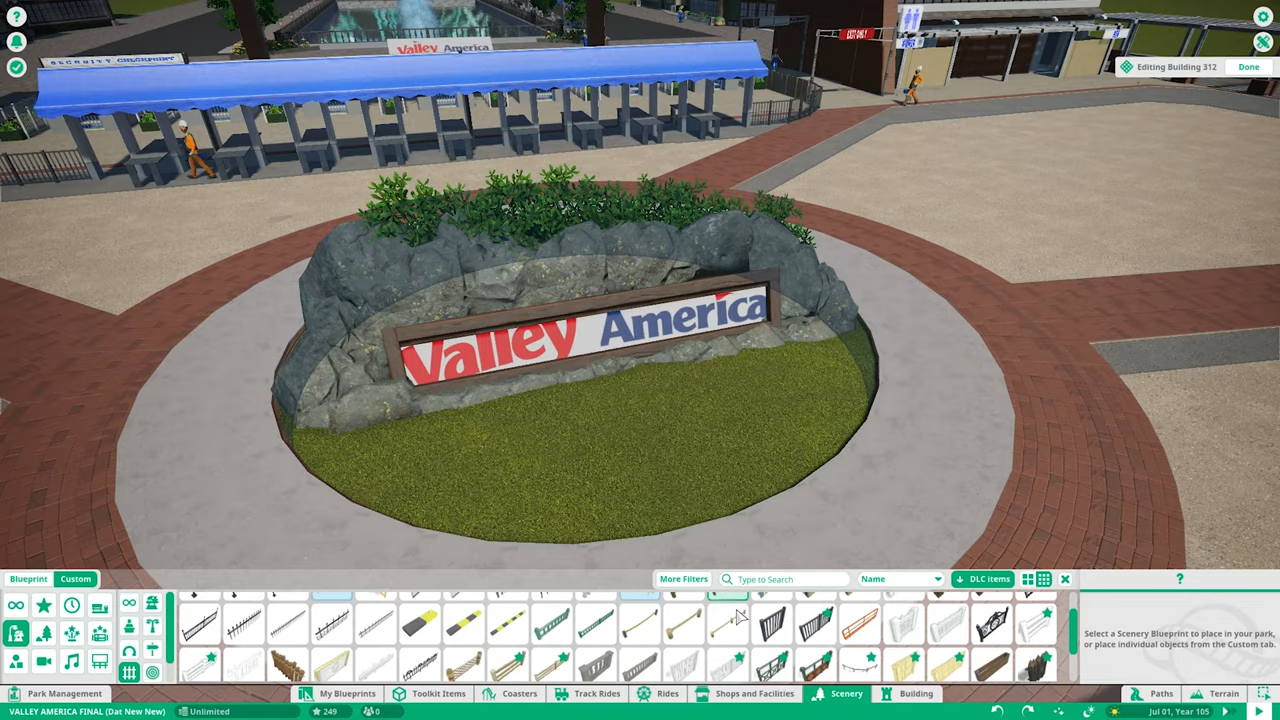 SECURITY CHECKPOINT
Valley America
EXIT ONLY
Editing Building 312
Done
Valley America
Blueprint
Custom
More Filters
Type to Search
Name
DLC items
?
Select a Scenery Blueprint to place in your park,
or place individual objects from the Custom tab.
Park Management
My Blueprints
Toolkit Items
Coasters
Track Rides
Rides
Shops and Facilities
Scenery
Building
Paths
Terrain
VALLEY AMERICA FINAL (Dat New New)
Unlimited
249
0
Jul 01, Year 105